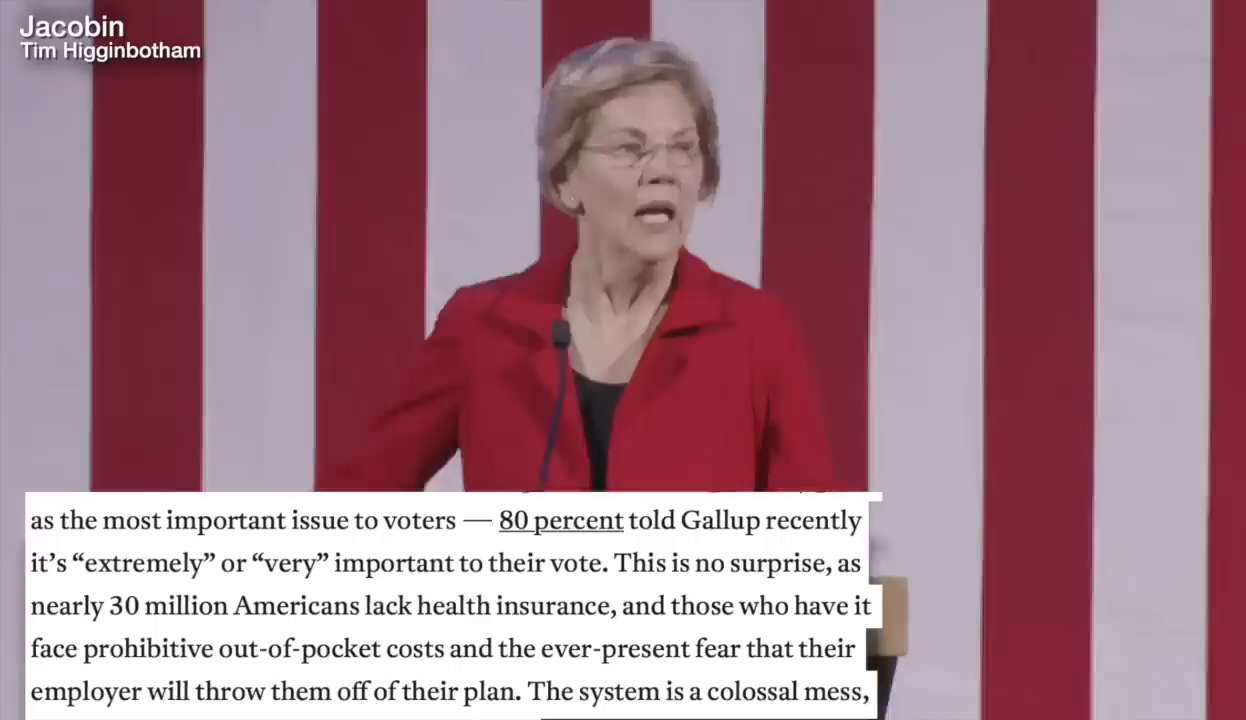 Jacobin
Tim Higginbotham
as the most important issue to voters — 80 percent told Gallup recently
it’s “extremely” or “very” important to their vote. This is no surprise, as
nearly 30 million Americans lack health insurance, and those who have it
face prohibitive out-of-pocket costs and the ever-present fear that their
employer will throw them off of their plan. The system is a colossal mess,